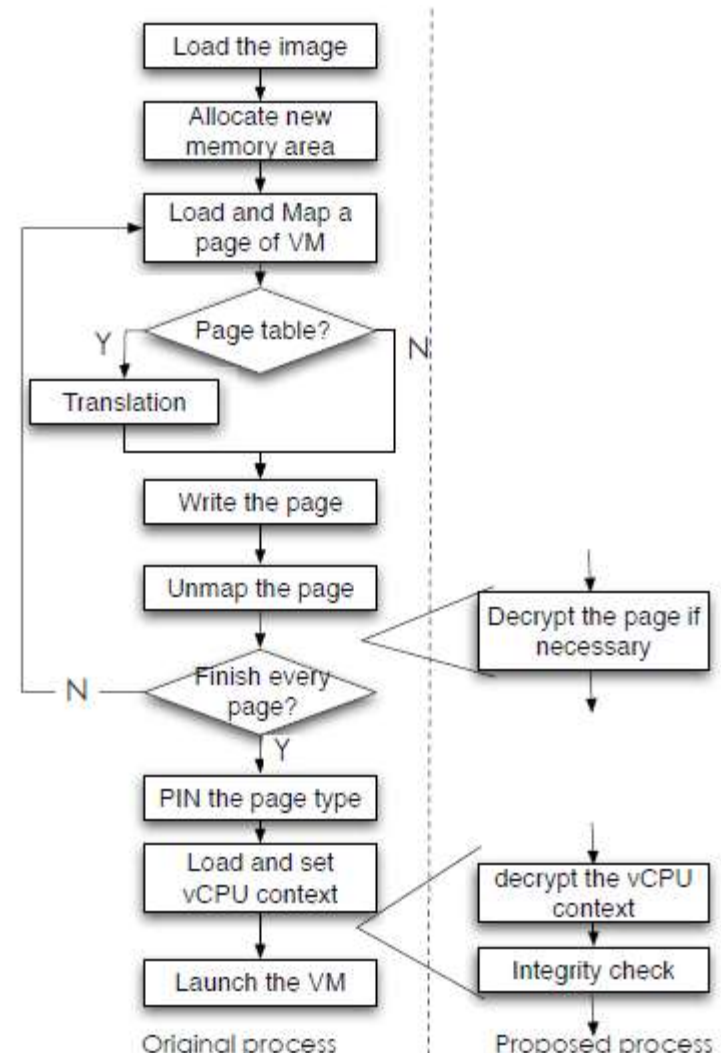 Load the image
Allocate new
memory area
Load and Map a
page of VM
Page table?
Y
N
Translation
Write the page
Unmap the page
Decrypt the page if
necessary
Finish every
page?
N
Y
PIN the page type
Load and set
vCPU context
decrypt the vCPU
context
Integrity check
Launch the VM
Original process
Proposed process